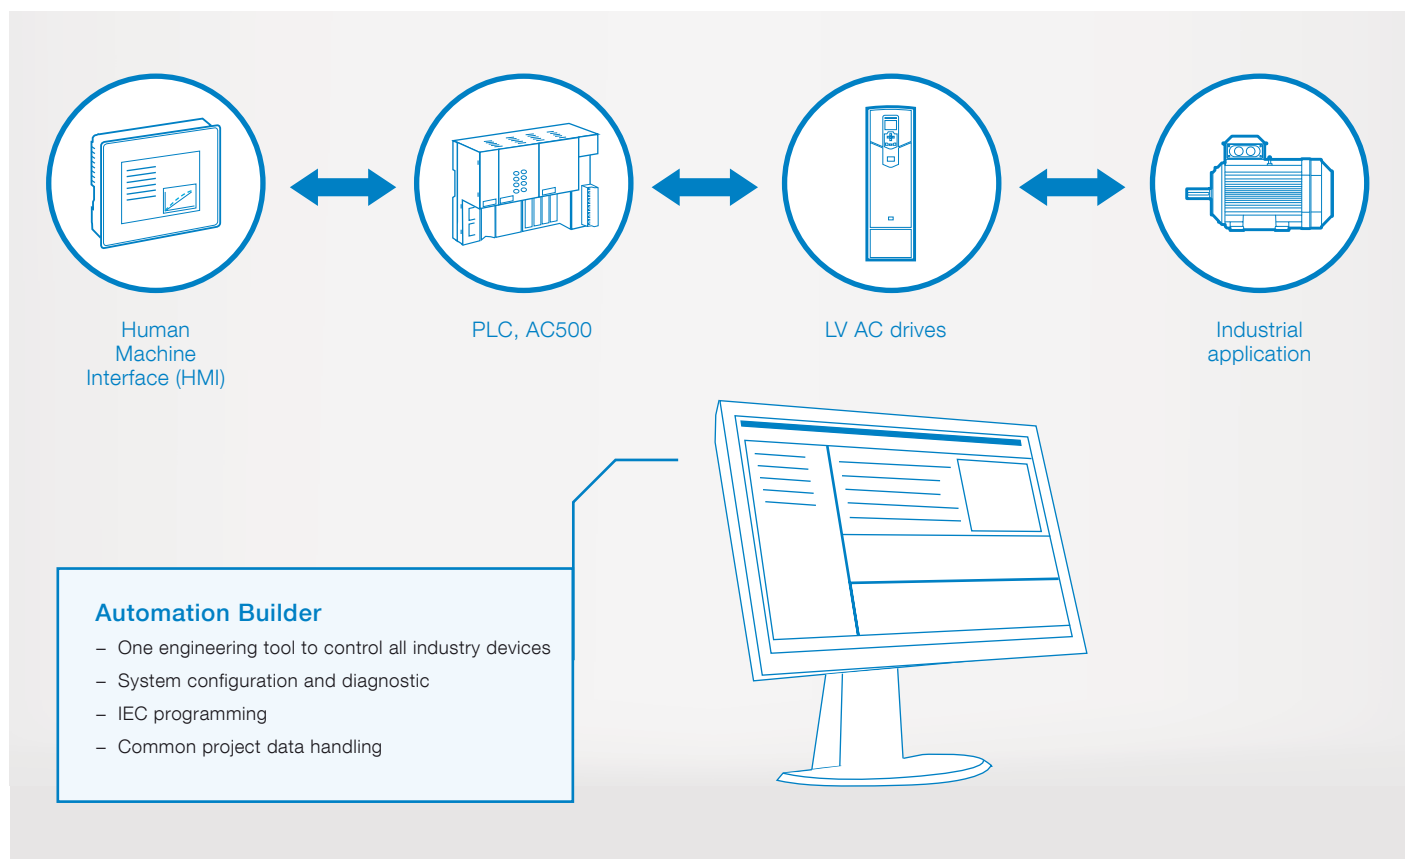 Human
Machine
Interface (HMI)
PLC, AC500
LV AC drives
Industrial
application
Automation Builder
– One engineering tool to control all industry devices
– System configuration and diagnostic
– IEC programming
– Common project data handling